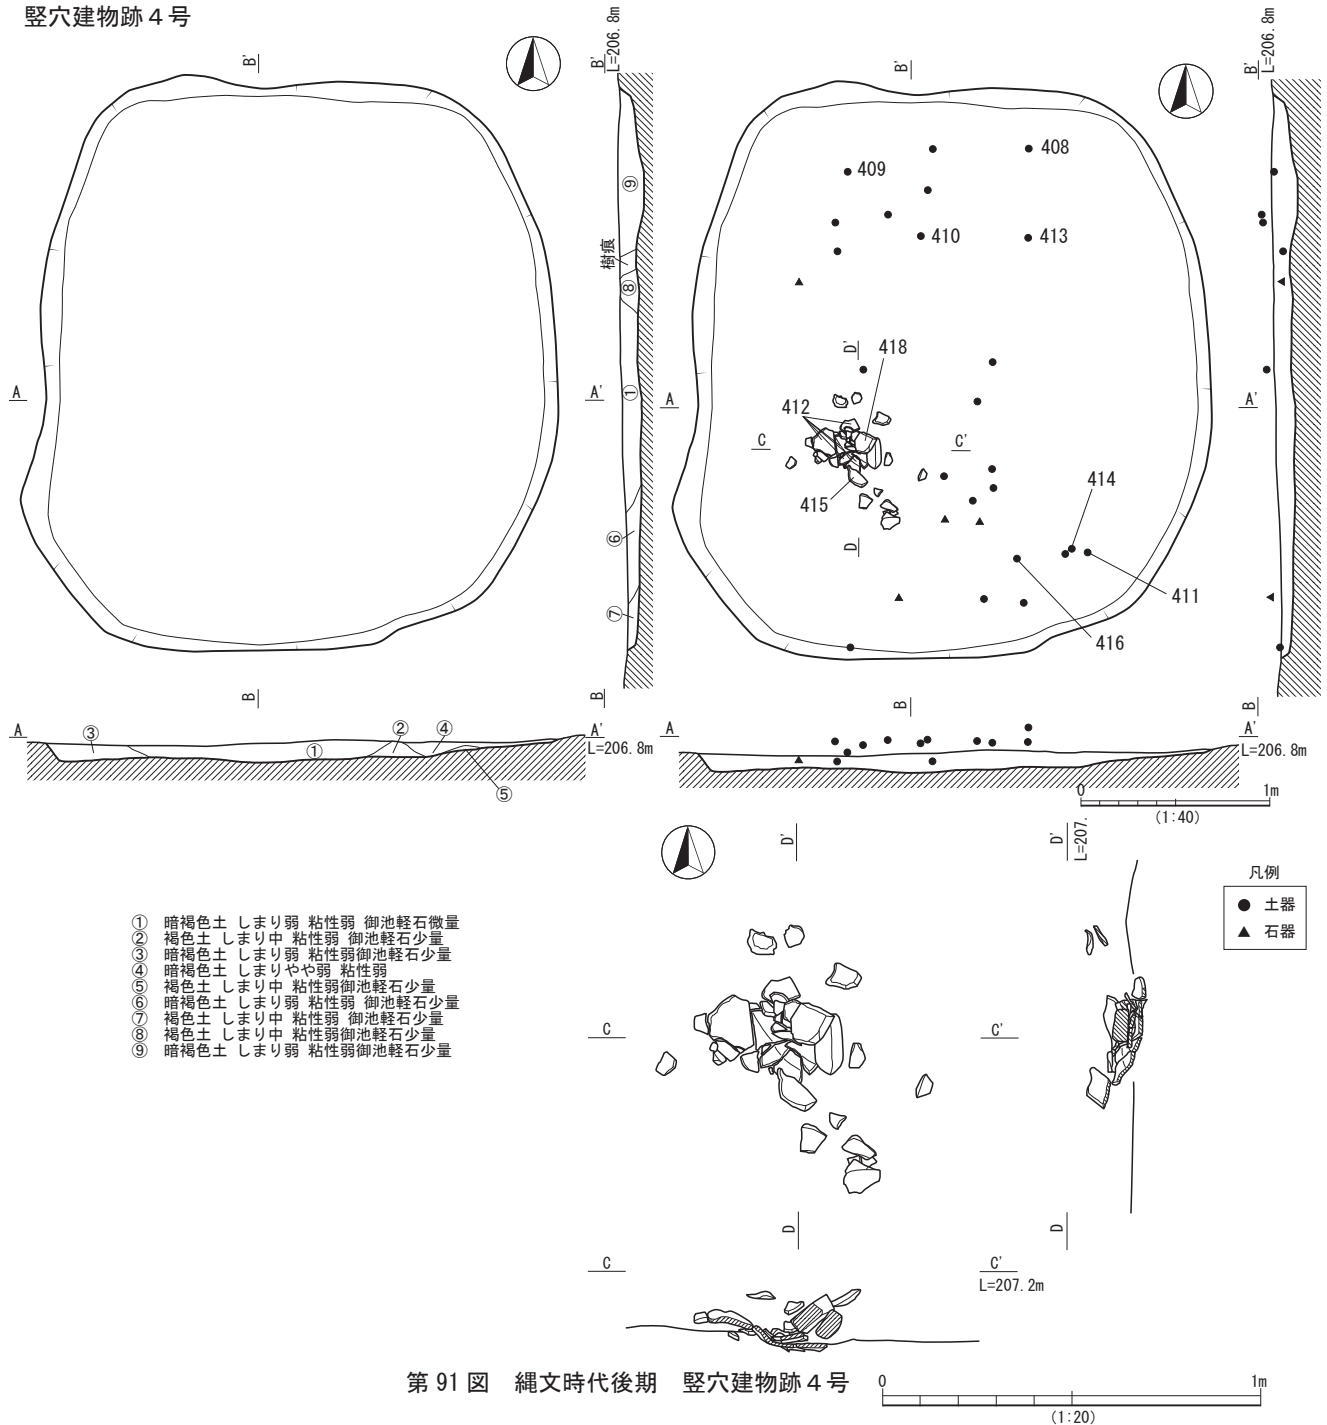 竪穴建物跡４号
B'
B'
L=206.8m
B'
B'
L=206.8m
⑨
樹痕
⑧
①
⑥
⑦
A
A'
408
409
410
413
D'
418
412
A
A'
C
C'
415
414
D
411
416
B
B
B
B
A
③
①
②
④
⑤
A'
L=206.8m
A
A'
L=206.8m
0
1m
(1:40)
D'
D'
L=207.
凡例
土器
石器
① 暗褐色土 しまり弱 粘性弱 御池軽石微量
② 褐色土 しまり中 粘性弱 御池軽石少量
③ 暗褐色土 しまり弱 粘性弱御池軽石少量
④ 暗褐色土 しまりやや弱 粘性弱
⑤ 褐色土 しまり中 粘性弱御池軽石少量
⑥ 暗褐色土 しまり弱 粘性弱 御池軽石少量
⑦ 褐色土 しまり中 粘性弱 御池軽石少量
⑧ 褐色土 しまり中 粘性弱御池軽石少量
⑨ 暗褐色土 しまり弱 粘性弱御池軽石少量
C
C'
D
D
C
C'
L=207.2m
第 91 図　縄文時代後期　竪穴建物跡４号
0
1m
(1:20)